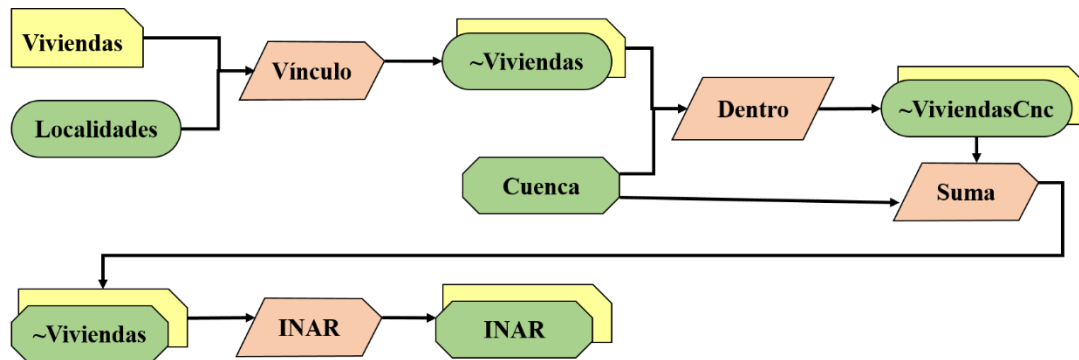 Viviendas
Vínculo
~Viviendas
Localidades
Dentro
~ViviendasCnc
Cuenca
Suma
~Viviendas
INAR
INAR